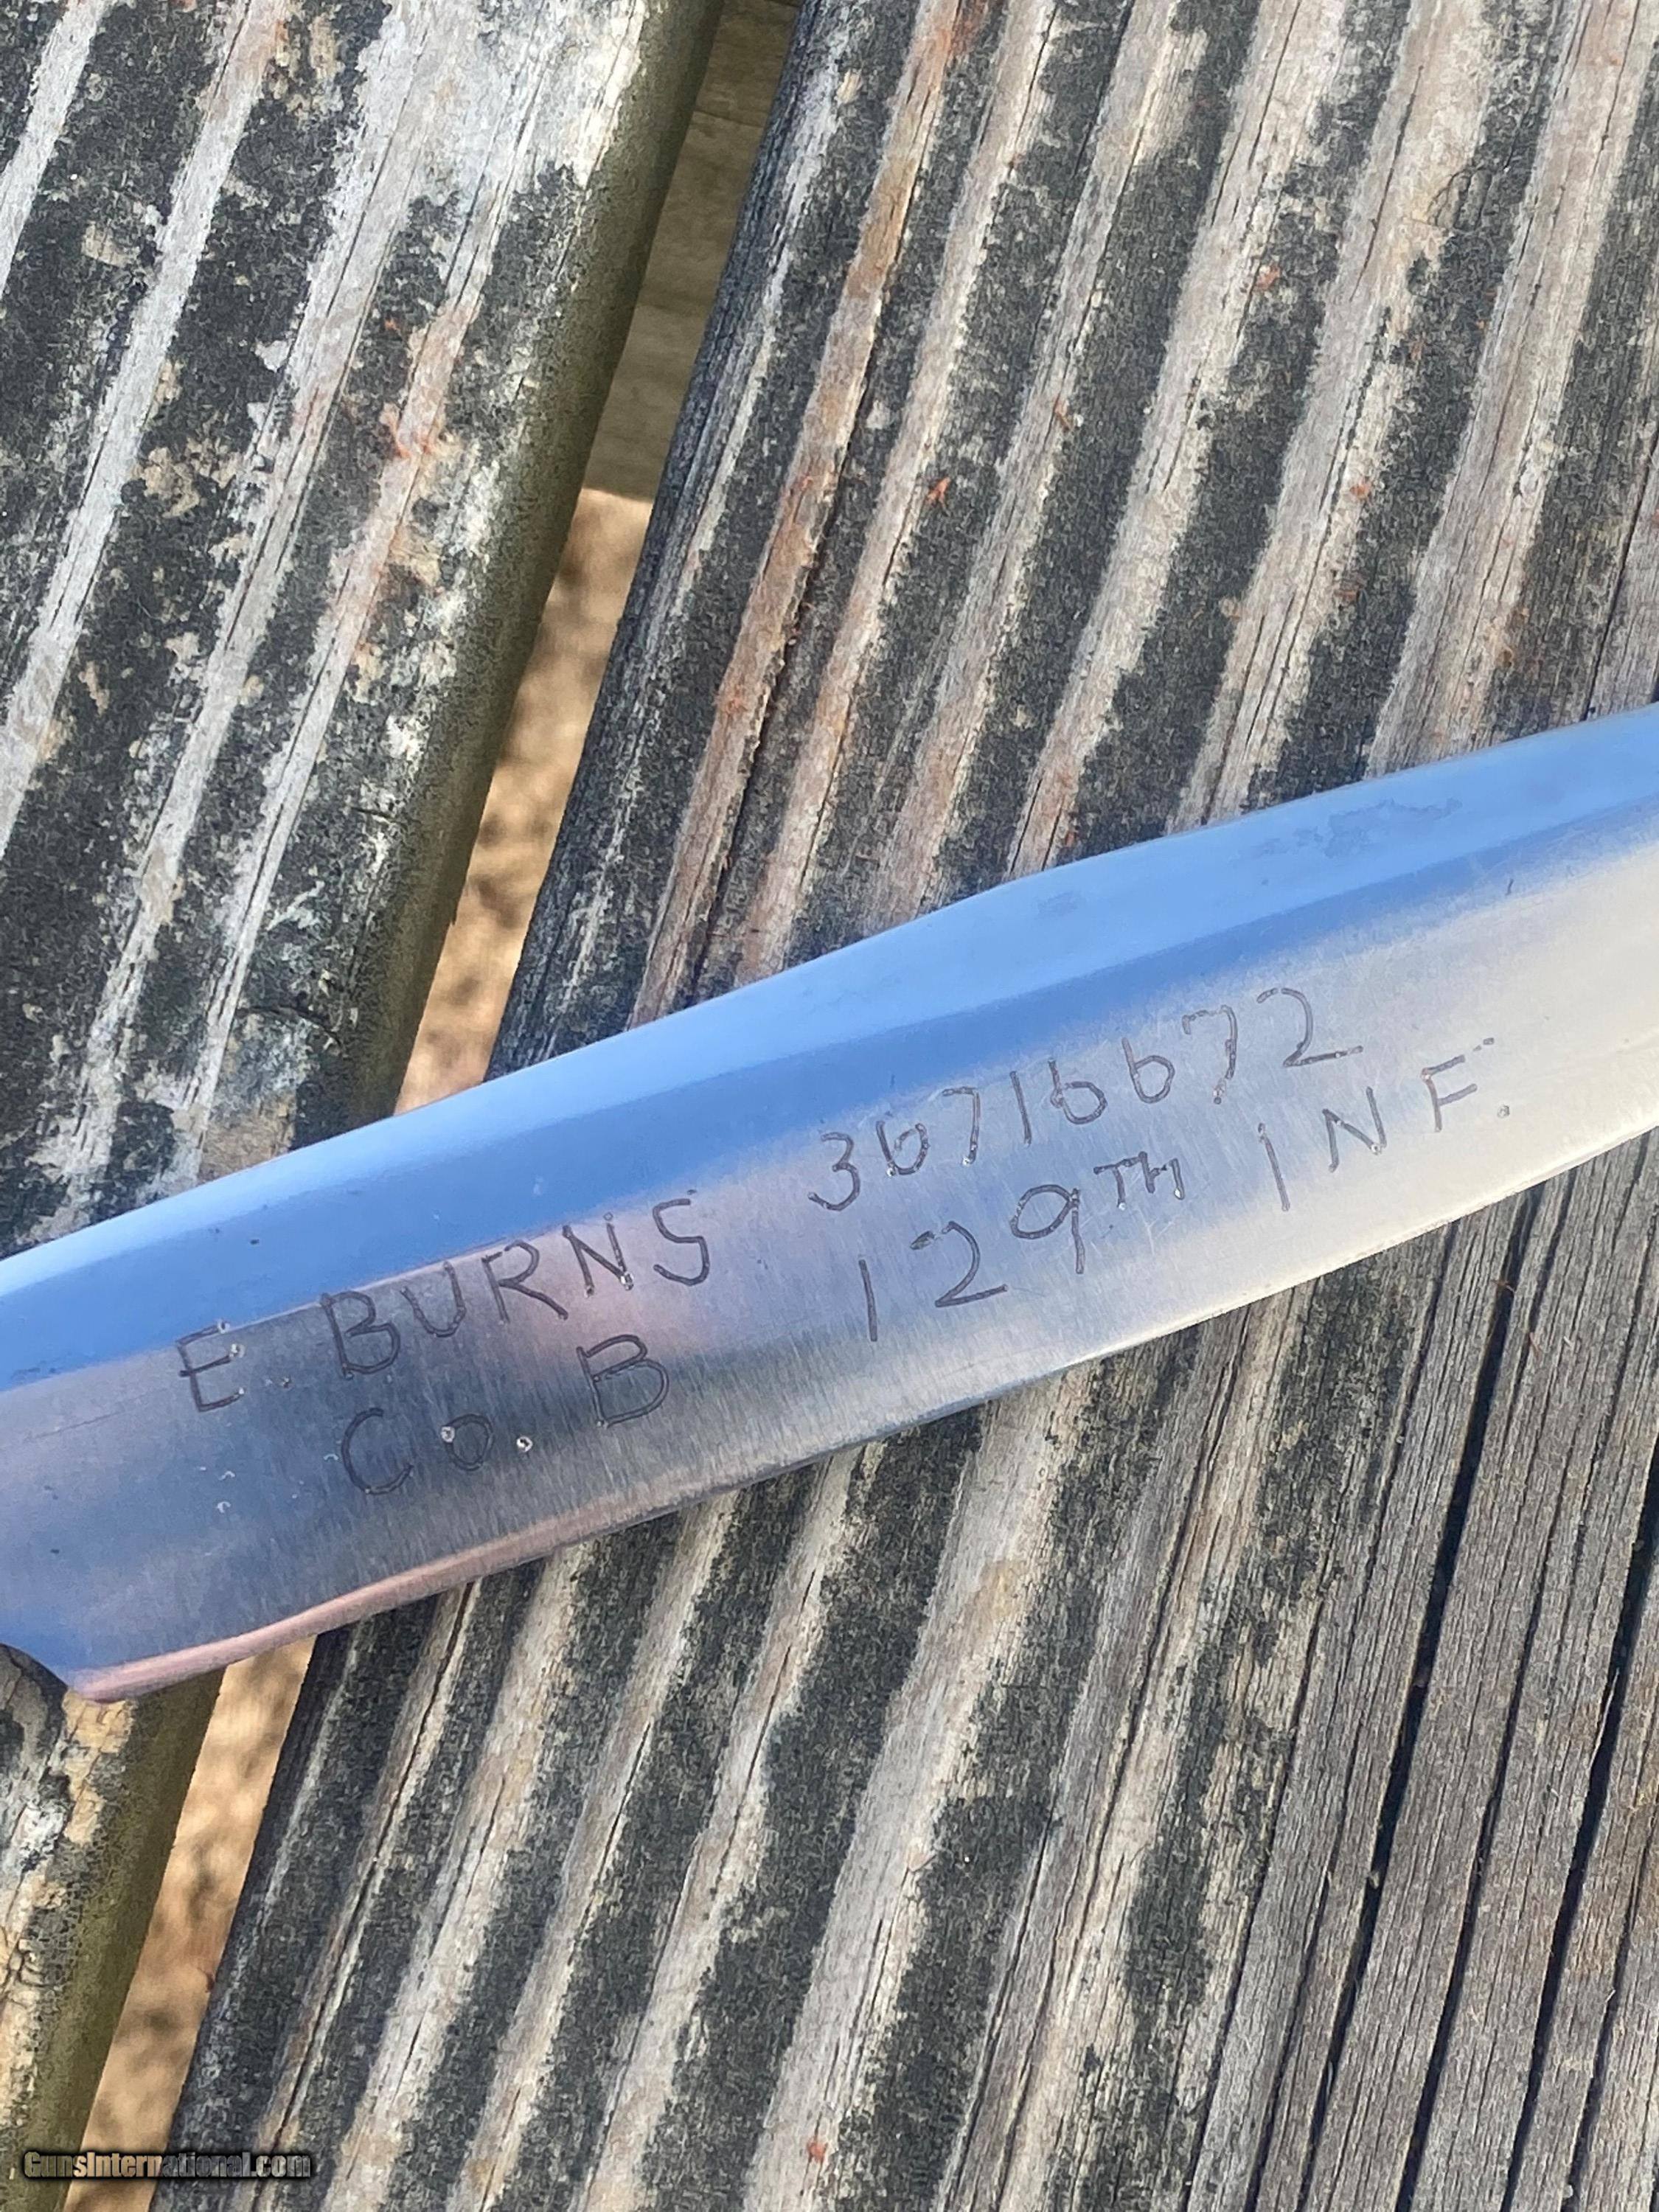 E. BURNS 36716672
Co. B 129TH INF.
GunsInternational.com